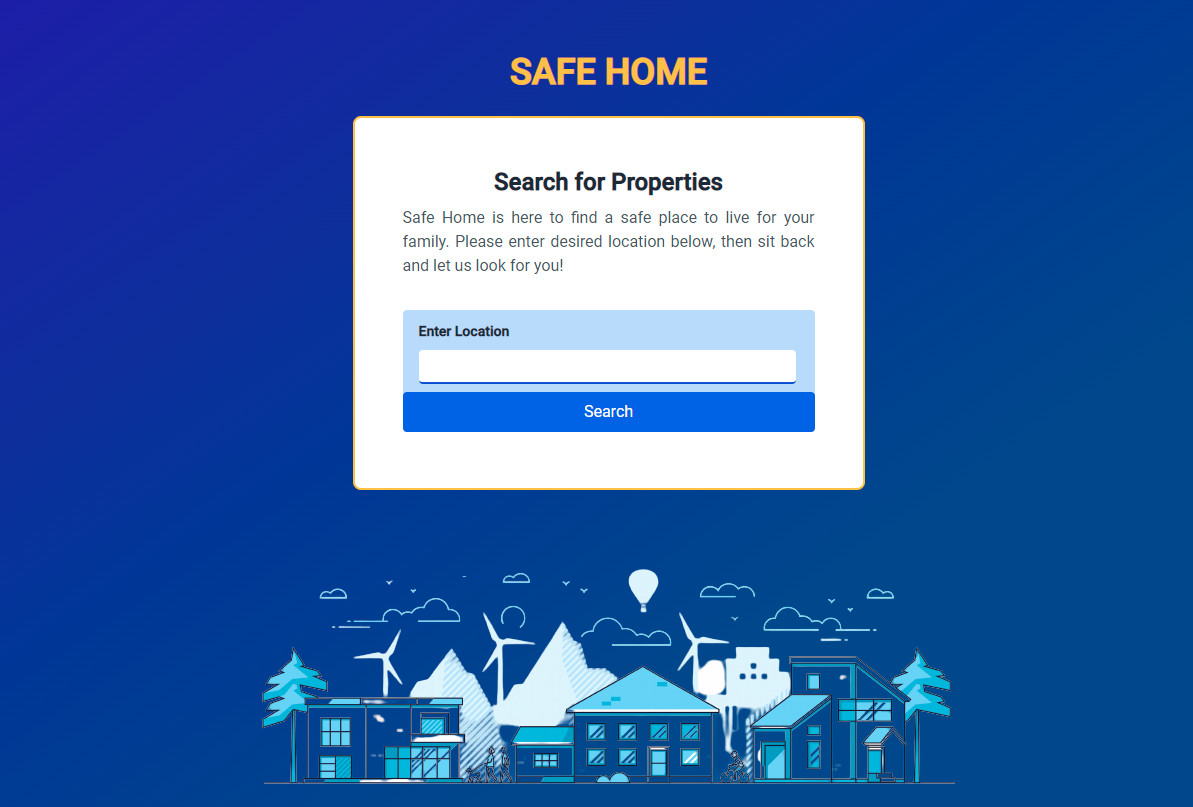 SAFE HOME
Search for Properties
Safe Home is here to find a safe place to live for your
family. Please enter desired location below, then sit back
and let us look for you!
Enter Location
Search